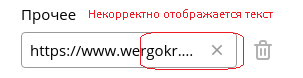 Прочее Некорректно отображается текст
https://www.wergokr....